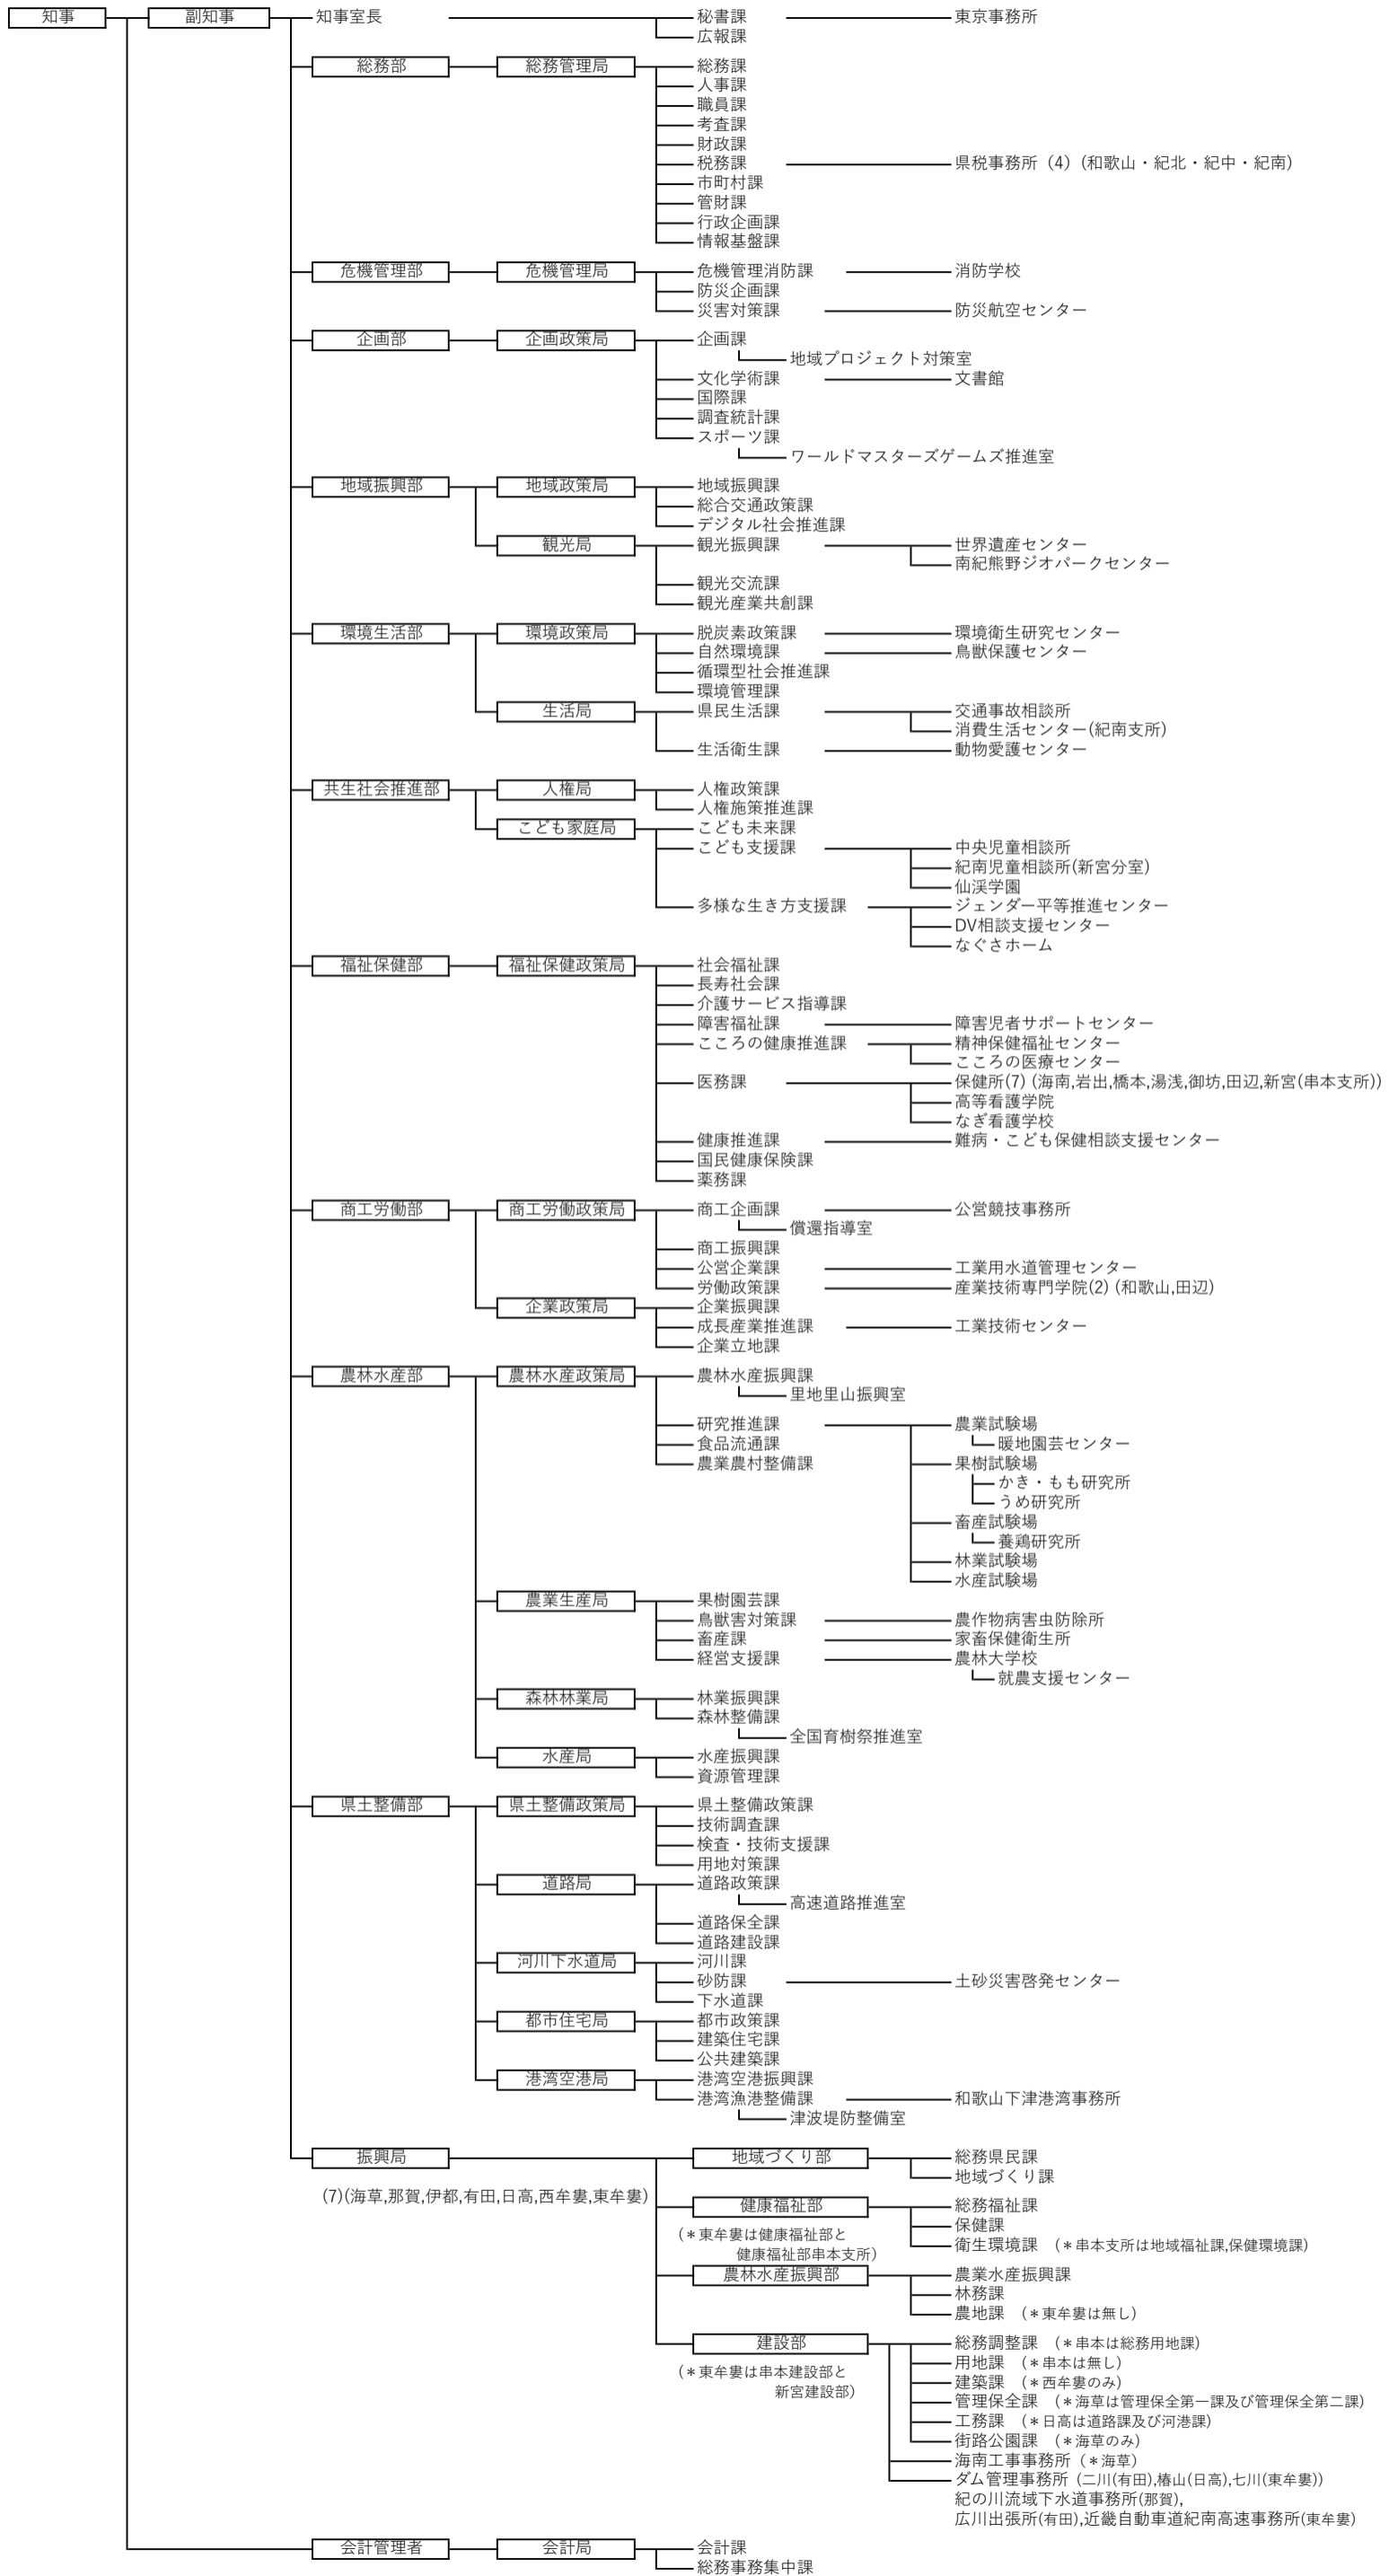 知事 副知事 知事室長 秘書課 東京事務所
広報課
総務部 総務管理局 総務課
人事課
職員課
考査課
財政課
税務課 県税事務所（4）(和歌山・紀北・紀中・紀南)
市町村課
管財課
行政企画課
情報基盤課
危機管理部 危機管理局 危機管理消防課 消防学校
防災企画課
災害対策課 防災航空センター
企画部 企画政策局 企画課
地域プロジェクト対策室
文化学術課 文書館
国際課
調査統計課
スポーツ課
ワールドマスターズゲームズ推進室
地域振興部 地域政策局 地域振興課
総合交通政策課
デジタル社会推進課
観光局 観光振興課 世界遺産センター
南紀熊野ジオパークセンター
観光交流課
観光産業共創課
環境生活部 環境政策局 脱炭素政策課 環境衛生研究センター
自然環境課 鳥獣保護センター
循環型社会推進課
環境管理課
生活局 県民生活課 交通事故相談所
消費生活センター(紀南支所)
生活衛生課 動物愛護センター
共生社会推進部 人権局 人権政策課
人権施策推進課
こども家庭局 こども未来課
こども支援課 中央児童相談所
紀南児童相談所(新宮分室)
仙渓学園
多様な生き方支援課 ジェンダー平等推進センター
DV相談支援センター
なぐさホーム
福祉保健部 福祉保健政策局 社会福祉課
長寿社会課
介護サービス指導課
障害福祉課 障害児者サポートセンター
こころの健康推進課 精神保健福祉センター
こころの医療センター
医務課 保健所(7) (海南,岩出,橋本,湯浅,御坊,田辺,新宮(串本支所))
高等看護学院
なぎ看護学校
健康推進課 難病・こども保健相談支援センター
国民健康保険課
薬務課
商工労働部 商工労働政策局 商工企画課 公営競技事務所
償還指導室
商工振興課
公営企業課 工業用水道管理センター
労働政策課 産業技術専門学院(2) (和歌山,田辺)
企業政策局 企業振興課
成長産業推進課 工業技術センター
企業立地課
農林水産部 農林水産政策局 農林水産振興課
里地里山振興室
研究推進課 農業試験場
食品流通課 暖地園芸センター
農業農村整備課 果樹試験場
かき・もも研究所
うめ研究所
畜産試験場
養鶏研究所
林業試験場
水産試験場
農業生産局 果樹園芸課
鳥獣害対策課 農作物病害虫防除所
畜産課 家畜保健衛生所
経営支援課 農林大学校
就農支援センター
森林林業局 林業振興課
森林整備課
全国育樹祭推進室
水産局 水産振興課
資源管理課
県土整備部 県土整備政策局 県土整備政策課
技術調査課
検査・技術支援課
用地対策課
道路局 道路政策課
高速道路推進室
道路保全課
道路建設課
河川下水道局 河川課
砂防課 土砂災害啓発センター
下水道課
都市住宅局 都市政策課
建築住宅課
公共建築課
港湾空港局 港湾空港振興課
港湾漁港整備課 和歌山下津港湾事務所
津波堤防整備室
振興局 地域づくり部 総務県民課
地域づくり課
(7)(海草,那賀,伊都,有田,日高,西牟婁,東牟婁)
健康福祉部 総務福祉課
保健課
(＊東牟婁は健康福祉部と
健康福祉部串本支所)
衛生環境課 (＊串本支所は地域福祉課,保健環境課)
農林水産振興部 農業水産振興課
林務課
農地課 (＊東牟婁は無し)
建設部 総務調整課 (＊串本は総務用地課)
用地課 (＊串本は無し)
(＊東牟婁は串本建設部と
新宮建設部)
建築課 (＊西牟婁のみ)
管理保全課 (＊海草は管理保全第一課及び管理保全第二課)
工務課 (＊日高は道路課及び河港課)
街路公園課 (＊海草のみ)
海南工事事務所 (＊海草)
ダム管理事務所 (二川(有田),椿山(日高),七川(東牟婁))
紀の川流域下水道事務所(那賀),
広川出張所(有田),近畿自動車道紀南高速事務所(東牟婁)
会計管理者 会計局 会計課
総務事務集中課